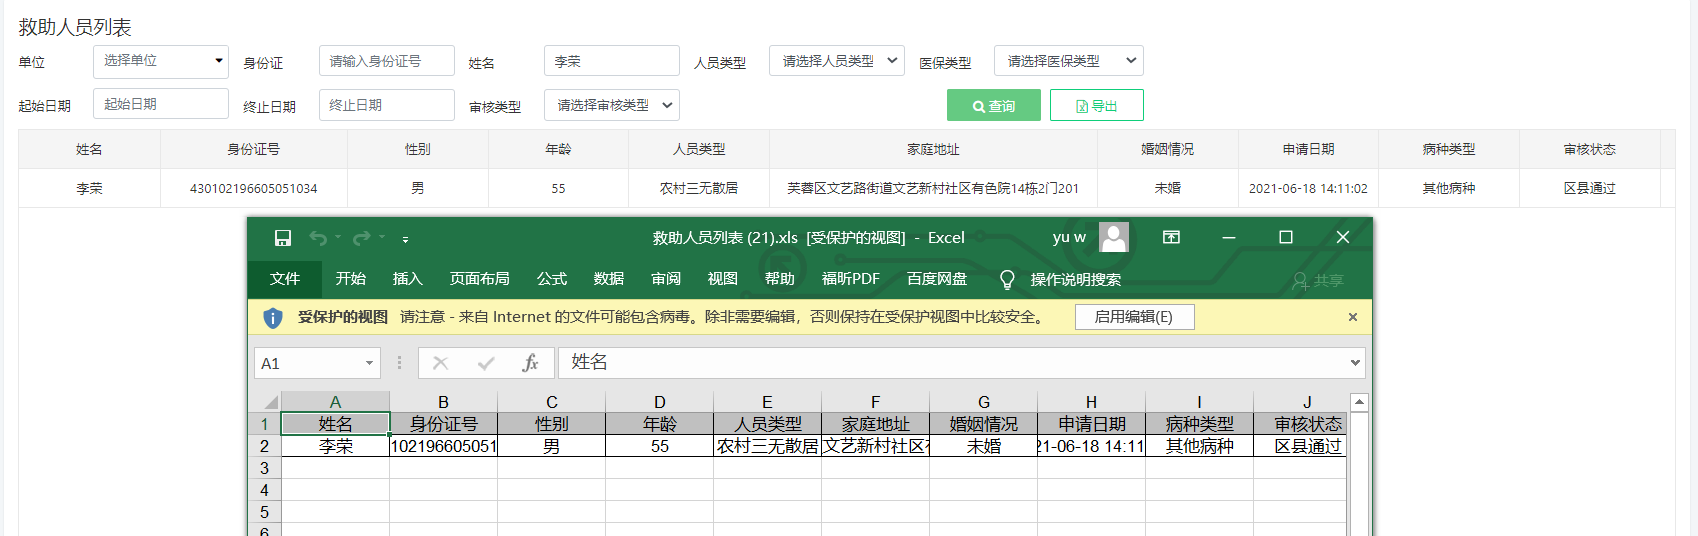 救助人员列表
单位 选择单位 身份证 请输入身份证号 姓名 李荣 人员类型 请选择人员类型 医保类型 请选择医保类型
起始日期 起始日期 终止日期 终止日期 审核类型 请选择审核类型 查询 导出
姓名 身份证号 性别 年龄 人员类型 家庭地址 婚姻情况 申请日期 病种类型 审核状态
李荣 430102196605051034 男 55 农村三无散居 芙蓉区文艺路街道文艺新村社区有色院14栋2门201 未婚 2021-06-18 14:11:02 其他病种 区县通过
救助人员列表 (21).xls [受保护的视图] - Excel yu w
文件 开始 插入 页面布局 公式 数据 审阅 视图 帮助 福昕PDF 百度网盘 操作说明搜索 共享
受保护的视图 请注意 - 来自 Internet 的文件可能包含病毒。除非需要编辑，否则保持在受保护视图中比较安全。 启用编辑(E)
A1 fx 姓名
A B C D E F G H I J
1 姓名 身份证号 性别 年龄 人员类型 家庭地址 婚姻情况 申请日期 病种类型 审核状态
2 李荣 102196605051 男 55 农村三无散居 文艺新村社区 未婚 21-06-18 14:11 其他病种 区县通过
3
4
5
6